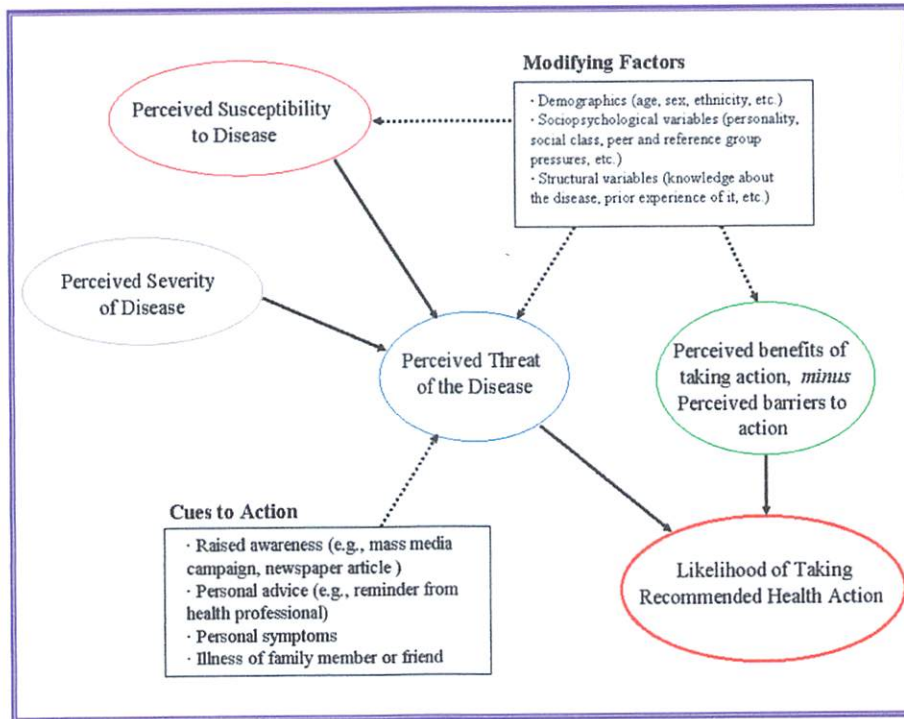 Modifying Factors
· Demographics (age, sex, ethnicity, etc.)
· Sociopsychological variables (personality,
social class, peer and reference group
pressures, etc.)
· Structural variables (knowledge about
the disease, prior experience of it, etc.)
Perceived Susceptibility
to Disease
Perceived Severity
of Disease
Perceived Threat
of the Disease
Perceived benefits of
taking action, minus
Perceived barriers to
action
Cues to Action
· Raised awareness (e.g., mass media
campaign, newspaper article )
· Personal advice (e.g., reminder from
health professional)
· Personal symptoms
· Illness of family member or friend
Likelihood of Taking
Recommended Health Action